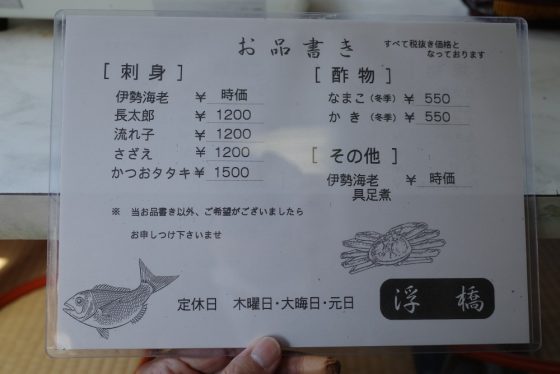 お品書き
すべて税抜き価格と
なっております
[ 刺身 ]
伊勢海老 ¥ 時価
長太郎 ¥ 1200
流れ子 ¥ 1200
さざえ ¥ 1200
かつおタタキ ¥ 1500
[ 酢物 ]
なまこ (冬季) ¥ 550
かき (冬季) ¥ 550
[ その他 ]
伊勢海老 ¥ 時価
具足煮
※ 当お品書き以外、ご希望がございましたら
お申しつけ下さいませ
定休日 木曜日・大晦日・元日
浮橋